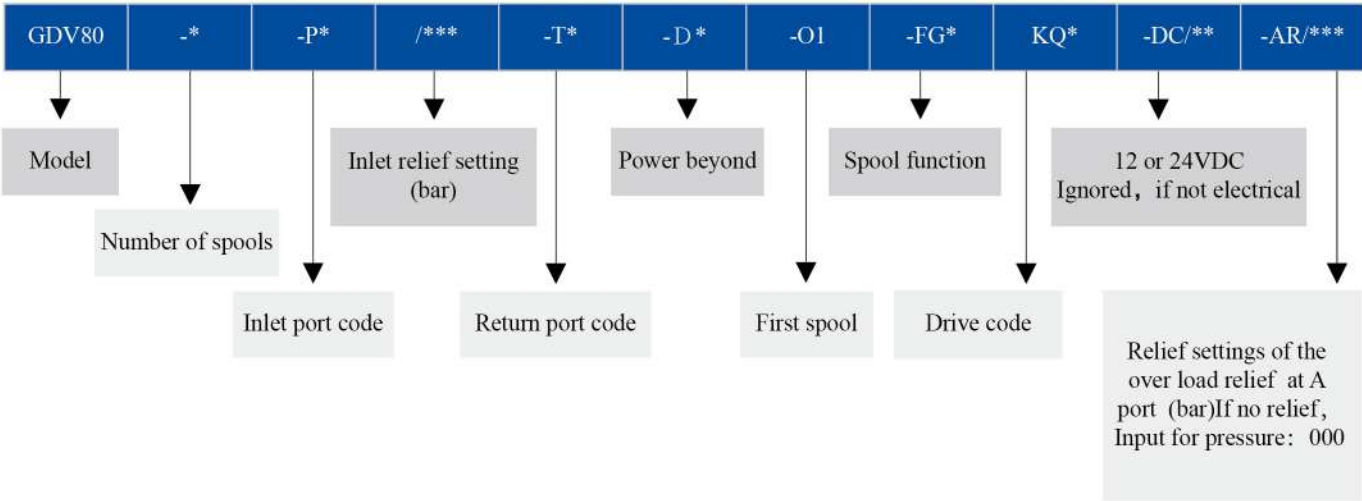 GDV80 -* -P* /*** -T* -D* -O1 -FG* KQ* -DC/** -AR/***
Model
Inlet relief setting
(bar)
Power beyond
Spool function
12 or 24VDC
Ignored，if not electrical
Number of spools
Inlet port code
Return port code
First spool
Drive code
Relief settings of the
over load relief at A
port (bar)If no relief,
Input for pressure：000